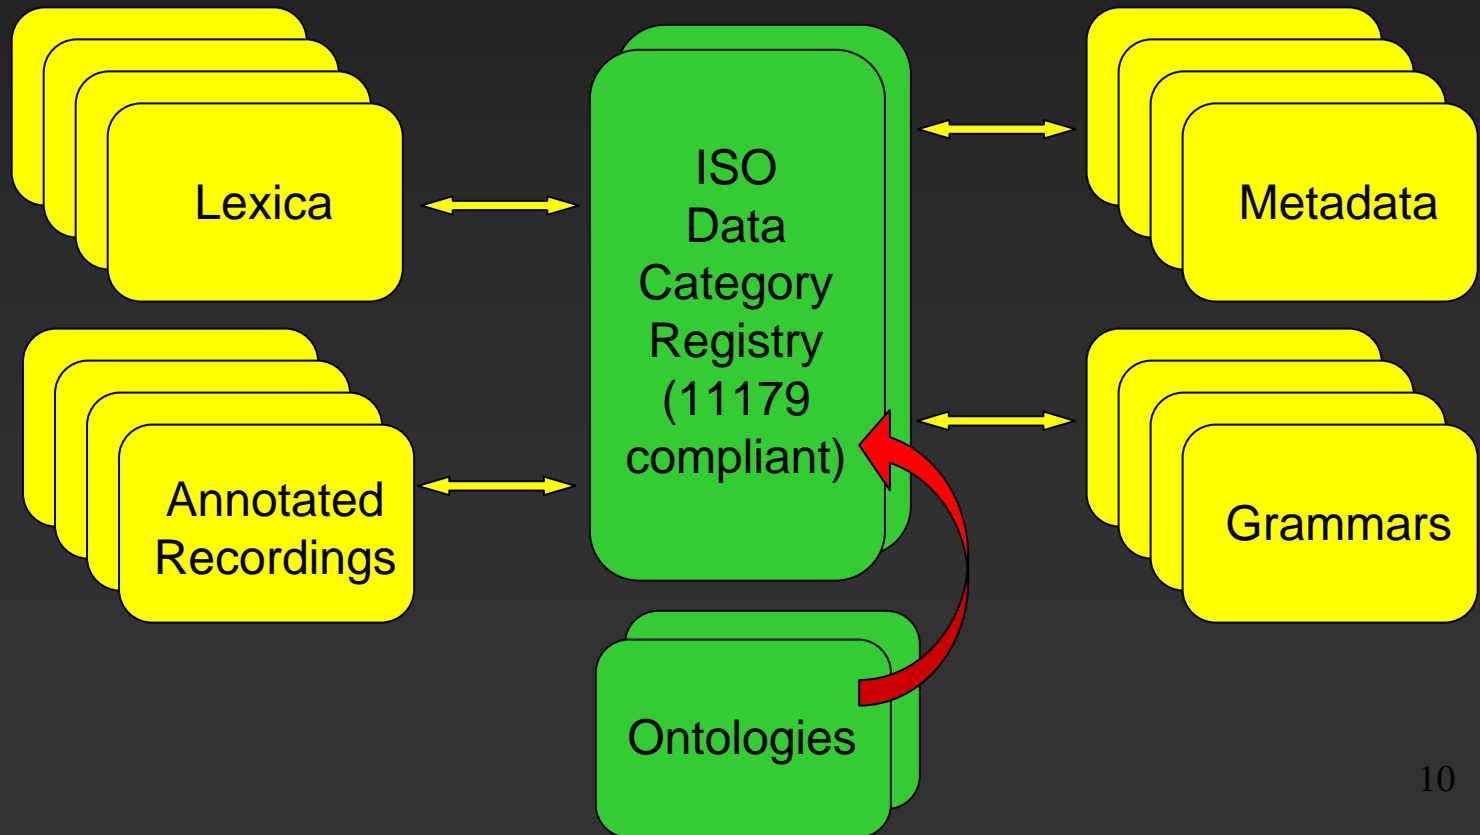 Lexica
Annotated
Recordings
ISO
Data
Category
Registry
(11179
compliant)
Ontologies
Metadata
Grammars
10